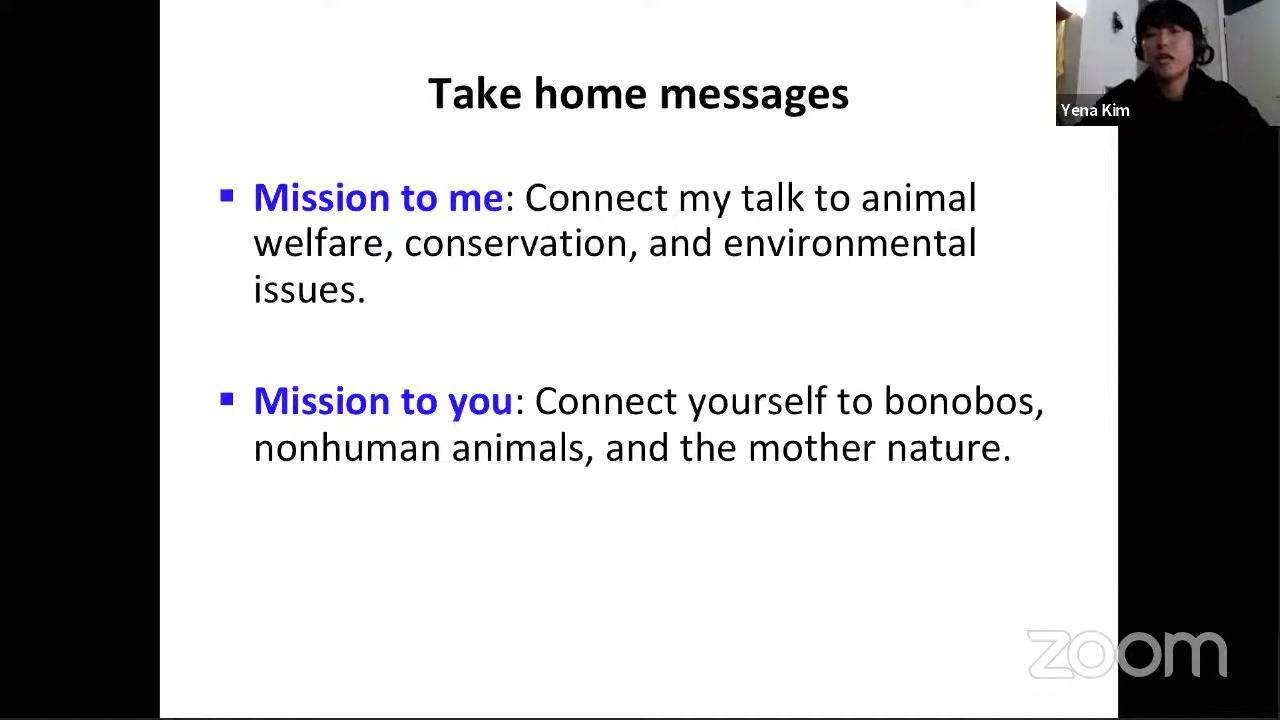 Take home messages
Yena Kim
▪ Mission to me: Connect my talk to animal
welfare, conservation, and environmental
issues.
▪ Mission to you: Connect yourself to bonobos,
nonhuman animals, and the mother nature.
zoom